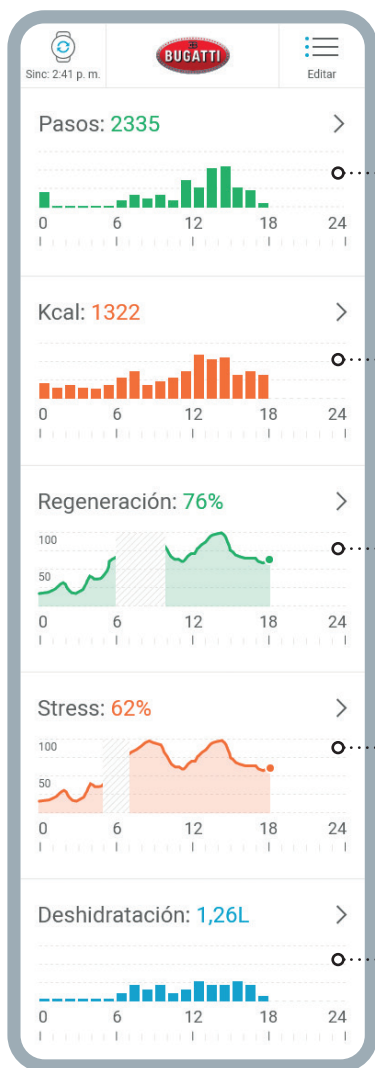 Sinc: 2:41 p. m.
BUGATTI
Editar
Pasos: 2335
0 6 12 18 24
Kcal: 1322
0 6 12 18 24
Regeneración: 76%
100
50
0 6 12 18 24
Stress: 62%
100
50
0 6 12 18 24
Deshidratación: 1,26L
0 6 12 18 24